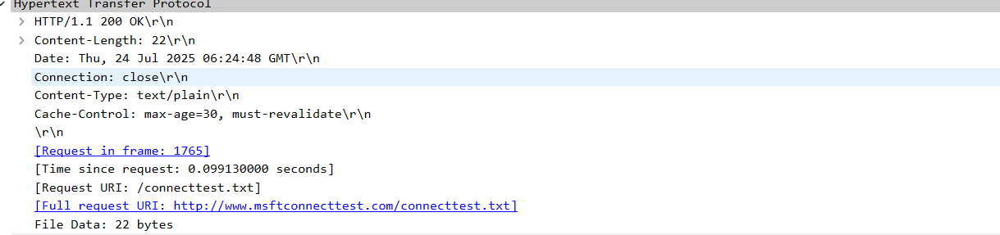 Hypertext Transfer Protocol
HTTP/1.1 200 OK\r\n
Content-Length: 22\r\n
Date: Thu, 24 Jul 2025 06:24:48 GMT\r\n
Connection: close\r\n
Content-Type: text/plain\r\n
Cache-Control: max-age=30, must-revalidate\r\n
\r\n
[Request in frame: 1765]
[Time since request: 0.099130000 seconds]
[Request URI: /connecttest.txt]
[Full request URI: http://www.msftconnecttest.com/connecttest.txt]
File Data: 22 bytes